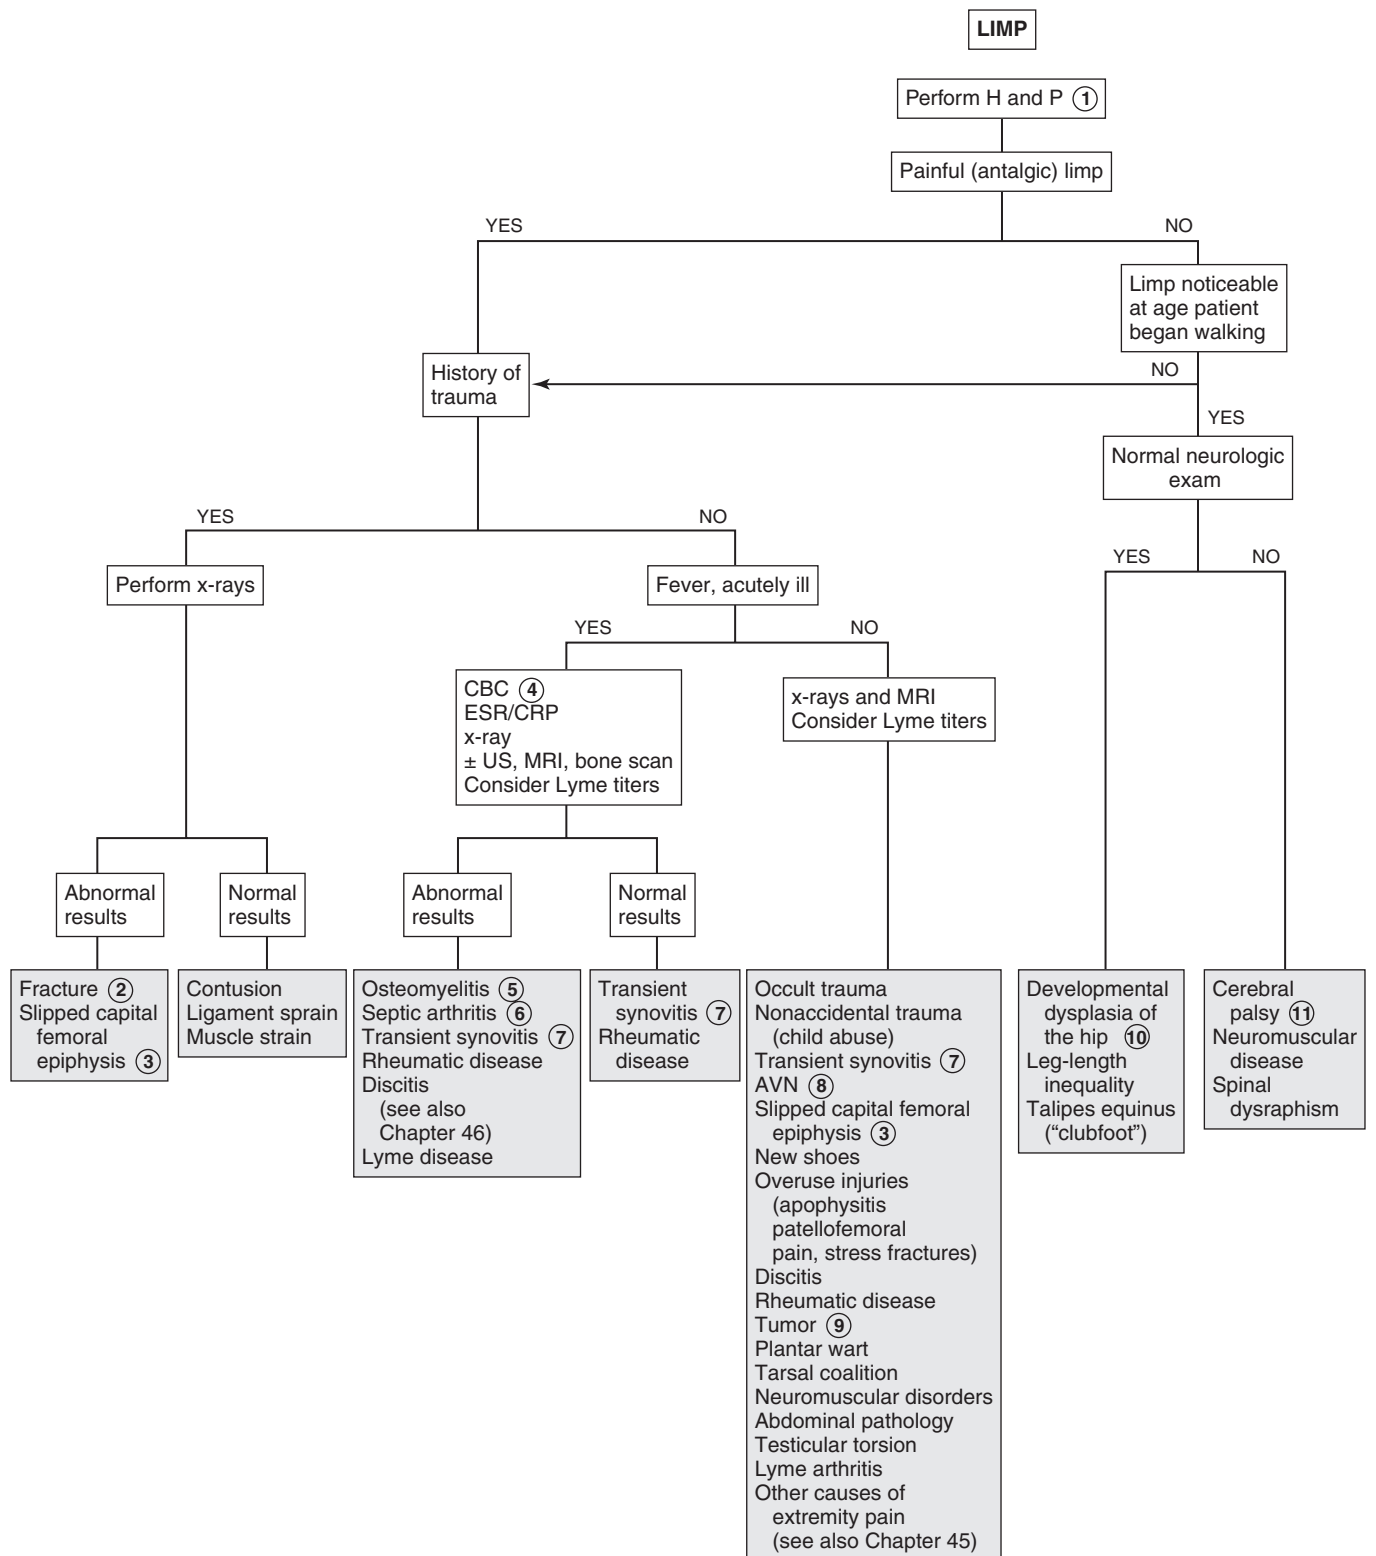 LIMP
Perform H and P 1
Painful (antalgic) limp
YES
NO
Limp noticeable
at age patient
began walking
History of
trauma
NO
YES
Normal neurologic
exam
YES
NO
YES
NO
Perform x-rays
Fever, acutely ill
YES
NO
CBC 4
ESR/CRP
x-ray
± US, MRI, bone scan
Consider Lyme titers
x-rays and MRI
Consider Lyme titers
Abnormal
results
Normal
results
Abnormal
results
Normal
results
Fracture 2
Slipped capital
femoral
epiphysis 3
Contusion
Ligament sprain
Muscle strain
Osteomyelitis 5
Septic arthritis 6
Transient synovitis 7
Rheumatic disease
Discitis
(see also
Chapter 46)
Lyme disease
Transient
synovitis 7
Rheumatic
disease
Occult trauma
Nonaccidental trauma
(child abuse)
Transient synovitis 7
AVN 8
Slipped capital femoral
epiphysis 3
New shoes
Overuse injuries
(apophysitis
patellofemoral
pain, stress fractures)
Discitis
Rheumatic disease
Tumor 9
Plantar wart
Tarsal coalition
Neuromuscular disorders
Abdominal pathology
Testicular torsion
Lyme arthritis
Other causes of
extremity pain
(see also Chapter 45)
Developmental
dysplasia of
the hip 10
Leg-length
inequality
Talipes equinus
(“clubfoot”)
Cerebral
palsy 11
Neuromuscular
disease
Spinal
dysraphism